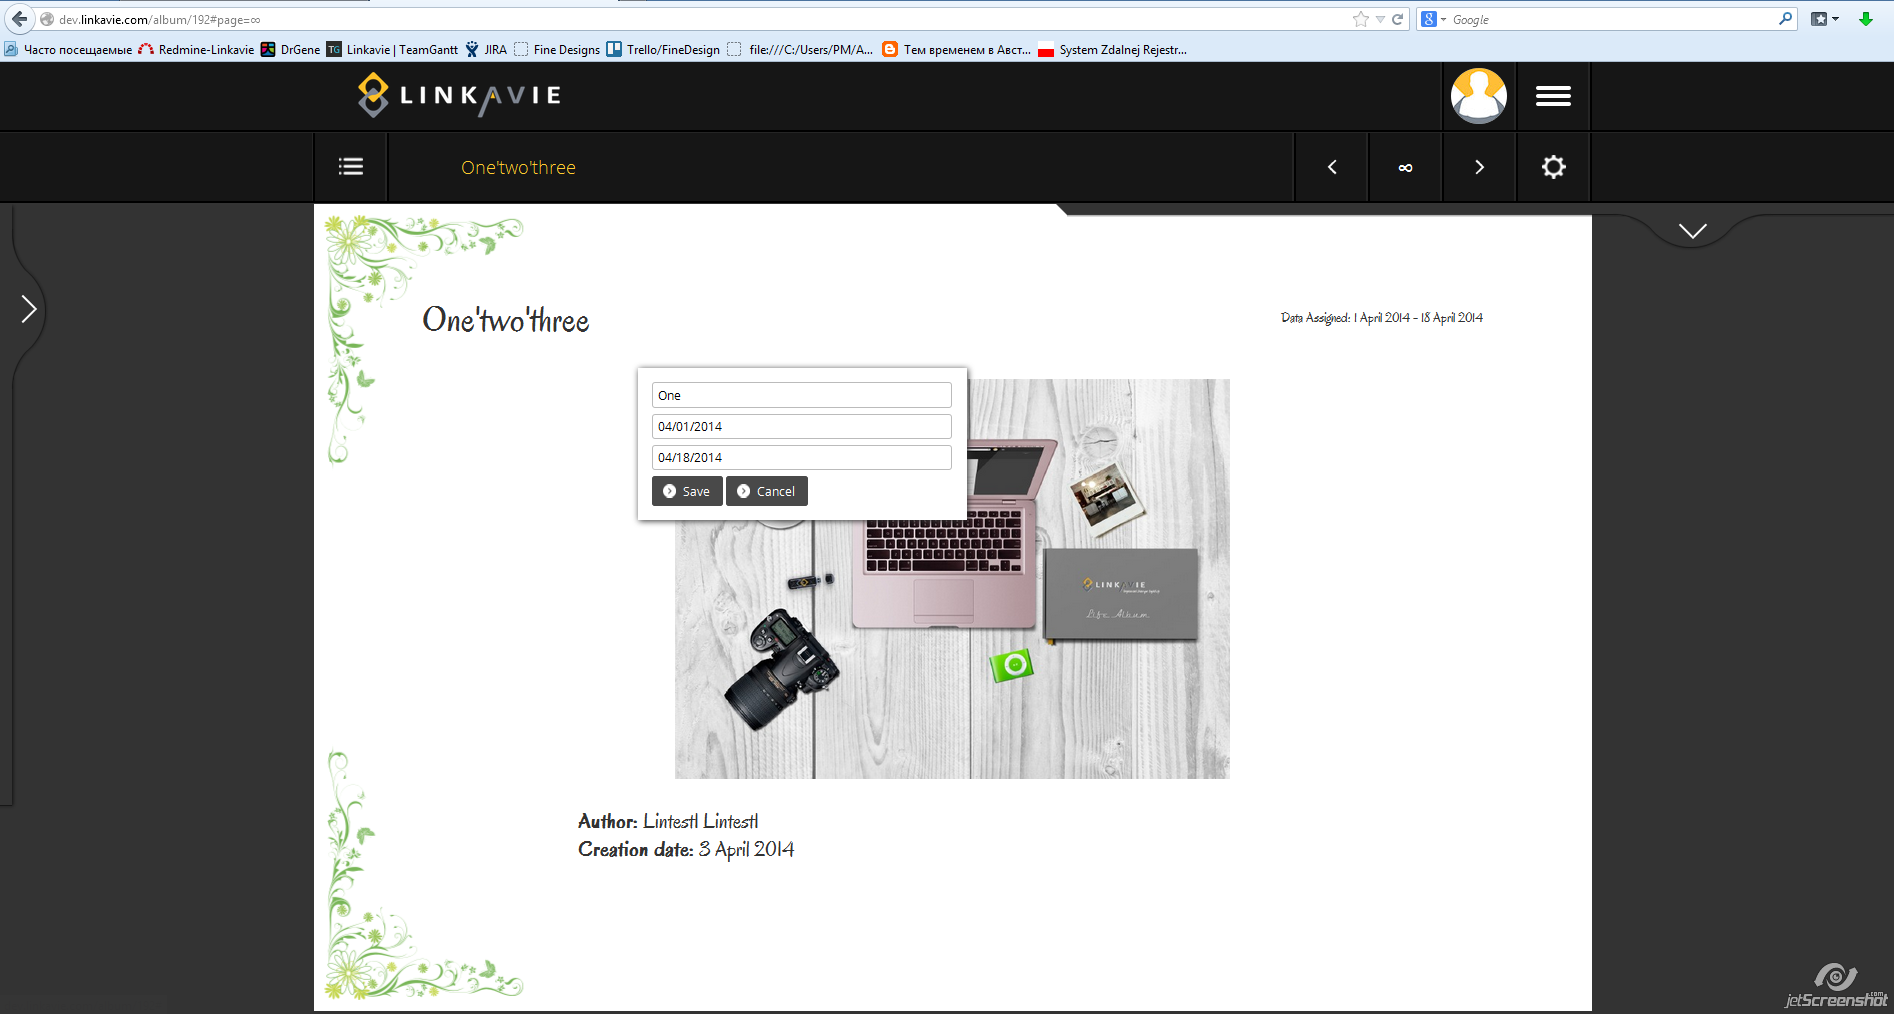 dev.linkavie.com/album/192#page=∞
Google
Часто посещаемые Redmine-Linkavie DrGene Linkavie | TeamGantt JIRA Fine Designs Trello/FineDesign file:///C:/Users/PM/A... Тем временем в Авст... System Zdalnej Rejestr...
LINKAVIE
One'two'three
∞
One'two'three
Data Assigned: 1 April 2014 - 18 April 2014
One
04/01/2014
04/18/2014
Save Cancel
LINKAVIE
Life Album
Author: Lintest1 Lintest1
Creation date: 3 April 2014
jetScreenshot.com